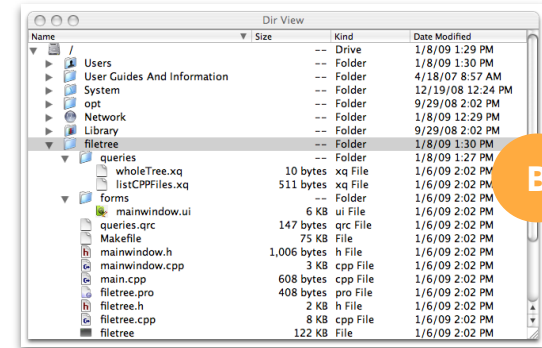 Dir View
Name Size Kind Date Modified
/ -- Drive 1/8/09 1:29 PM
Users -- Folder 1/8/09 1:30 PM
User Guides And Information -- Folder 4/18/07 8:57 AM
System -- Folder 12/19/08 12:24 PM
opt -- Folder 9/29/08 2:02 PM
Network -- Folder 1/8/09 12:29 PM
Library -- Folder 9/29/08 2:02 PM
filetree -- Folder 1/8/09 1:30 PM
queries -- Folder 1/8/09 1:27 PM
wholeTree.xq 10 bytes xq File 1/6/09 2:02 PM
listCPPFiles.xq 511 bytes xq File 1/6/09 2:02 PM
forms -- Folder 1/6/09 2:02 PM
mainwindow.ui 6 KB ui File 1/6/09 2:02 PM
queries.qrc 147 bytes qrc File 1/6/09 2:02 PM
Makefile 75 KB File 1/6/09 2:02 PM
mainwindow.h 1,006 bytes h File 1/6/09 2:02 PM
mainwindow.cpp 3 KB cpp File 1/6/09 2:02 PM
main.cpp 608 bytes cpp File 1/6/09 2:02 PM
filetree.pro 408 bytes pro File 1/6/09 2:02 PM
filetree.h 2 KB h File 1/6/09 2:02 PM
filetree.cpp 8 KB cpp File 1/6/09 2:02 PM
filetree 122 KB File 1/6/09 2:02 PM